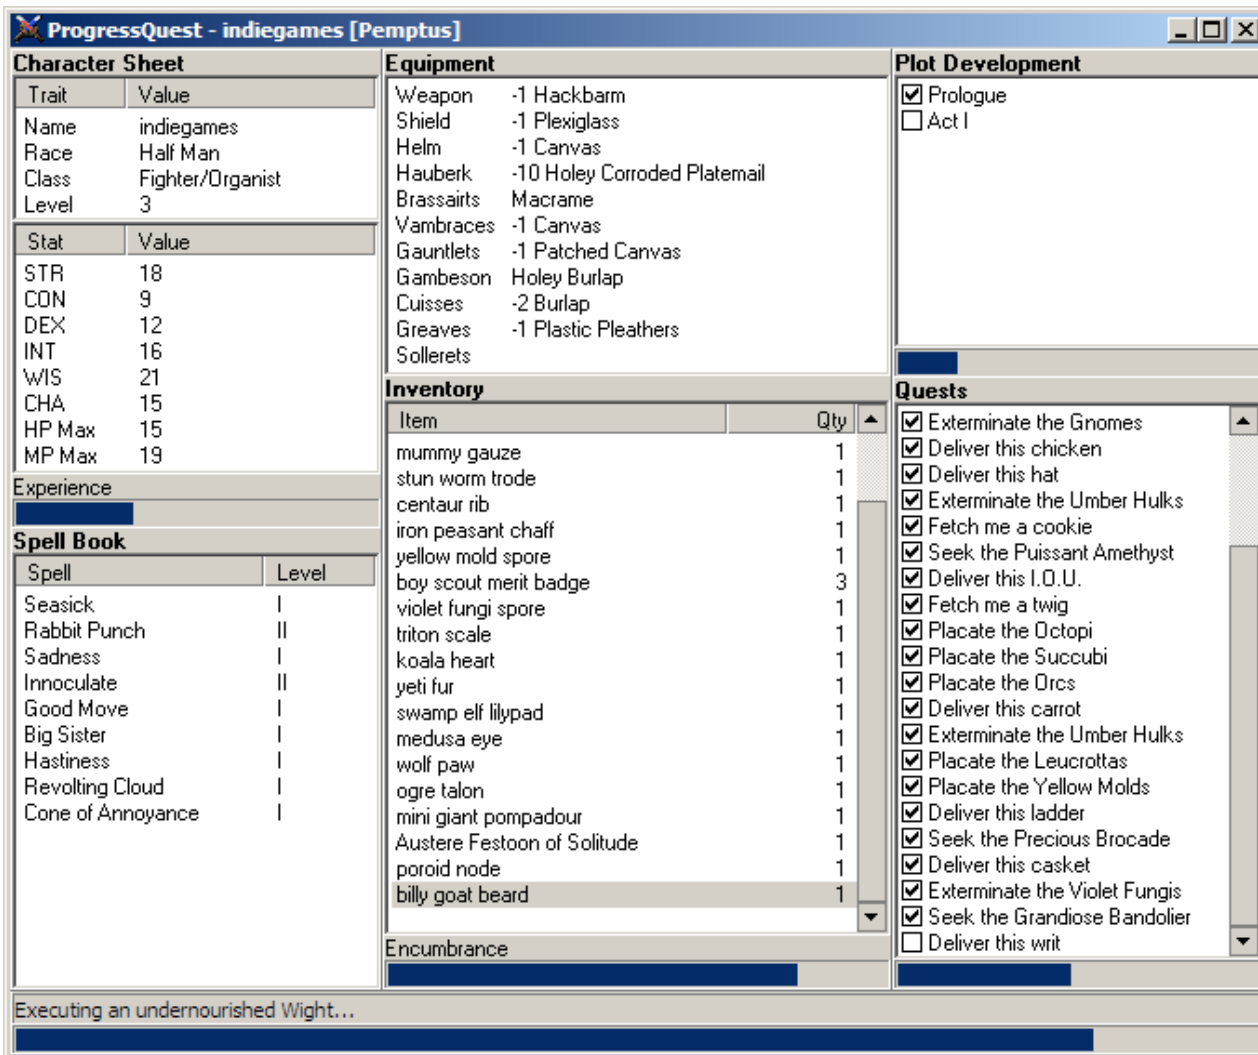 ProgressQuest - indiegames [Pemptus]
Character Sheet
Trait Value
Name indiegames
Race Half Man
Class Fighter/Organist
Level 3
Stat Value
STR 18
CON 9
DEX 12
INT 16
WIS 21
CHA 15
HP Max 15
MP Max 19
Experience
Spell Book
Spell Level
Seasick I
Rabbit Punch II
Sadness I
Innoculate II
Good Move I
Big Sister I
Hastiness I
Revolting Cloud I
Cone of Annoyance I
Equipment
Weapon -1 Hackbarm
Shield -1 Plexiglass
Helm -1 Canvas
Hauberk -10 Holey Corroded Platemail
Brassairts Macrame
Vambraces -1 Canvas
Gauntlets -1 Patched Canvas
Gambeson Holey Burlap
Cuisses -2 Burlap
Greaves -1 Plastic Pleathers
Sollerets
Inventory
Item Qty
mummy gauze 1
stun worm trode 1
centaur rib 1
iron peasant chaff 1
yellow mold spore 1
boy scout merit badge 3
violet fungi spore 1
triton scale 1
koala heart 1
yeti fur 1
swamp elf lilypad 1
medusa eye 1
wolf paw 1
ogre talon 1
mini giant pompadour 1
Austere Festoon of Solitude 1
poroid node 1
billy goat beard 1
Encumbrance
Plot Development
Prologue
Act I
Quests
Exterminate the Gnomes
Deliver this chicken
Deliver this hat
Exterminate the Umber Hulks
Fetch me a cookie
Seek the Puissant Amethyst
Deliver this I.O.U.
Fetch me a twig
Placate the Octopi
Placate the Succubi
Placate the Orcs
Deliver this carrot
Exterminate the Umber Hulks
Placate the Leucrottas
Placate the Yellow Molds
Deliver this ladder
Seek the Precious Brocade
Deliver this casket
Exterminate the Violet Fungis
Seek the Grandiose Bandolier
Deliver this writ
Executing an undernourished Wight...